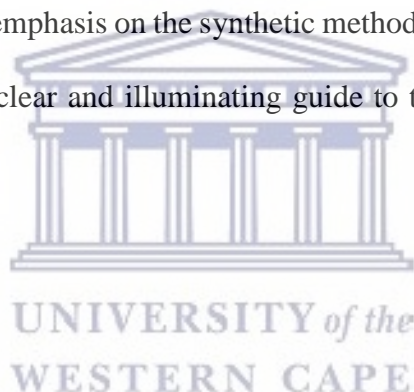 emphasis on the synthetic method
clear and illuminating guide to t
UNIVERSITY of the
WESTERN CAPE